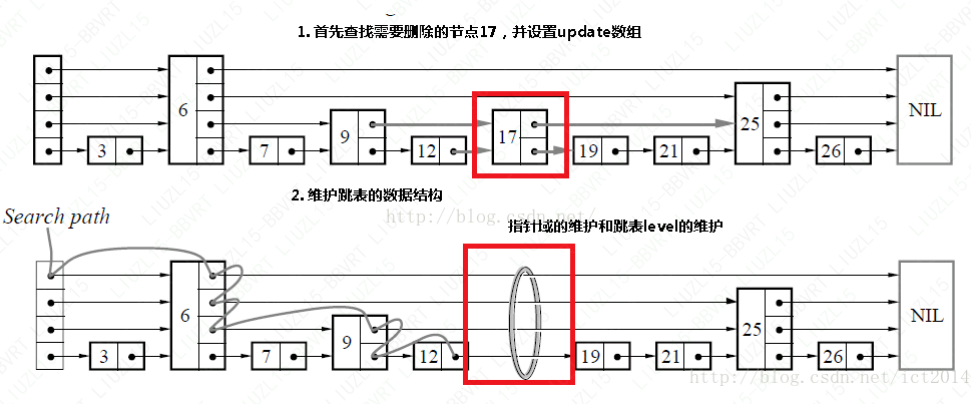 1. 首先查找需要删除的节点17，并设置update数组
6
NIL
9
17
25
3
7
12
19
21
26
2. 维护跳表的数据结构
http://blog.csdn.net/
Search path
指针域的维护和跳表level的维护
6
NIL
9
25
3
7
12
19
21
26
http://blog.csdn.net/ict2014